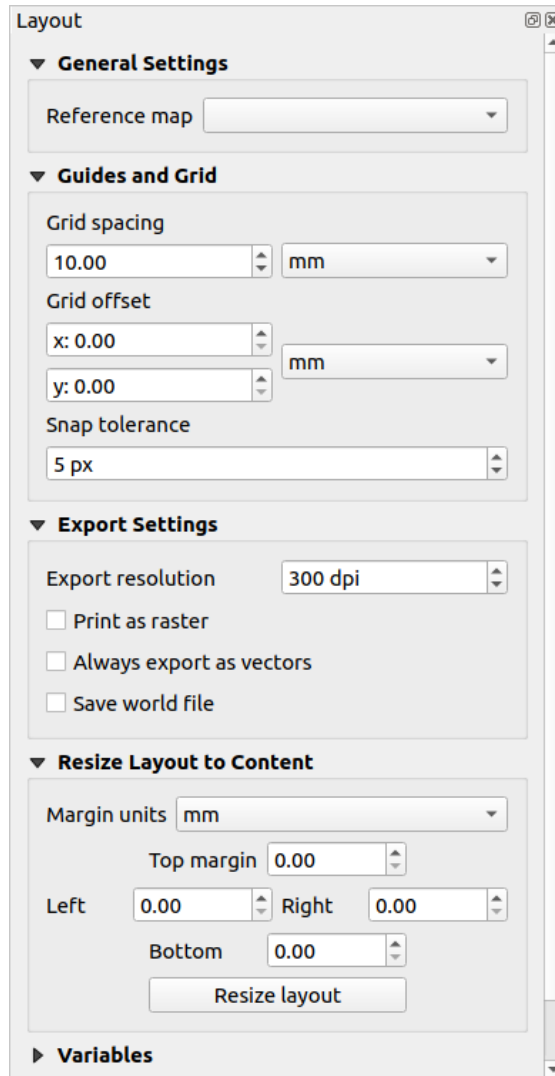 Layout
General Settings
Reference map
Guides and Grid
Grid spacing
10.00 mm
Grid offset
x: 0.00
mm
y: 0.00
Snap tolerance
5 px
Export Settings
Export resolution 300 dpi
Print as raster
Always export as vectors
Save world file
Resize Layout to Content
Margin units mm
Top margin 0.00
Left 0.00 Right 0.00
Bottom 0.00
Resize layout
Variables